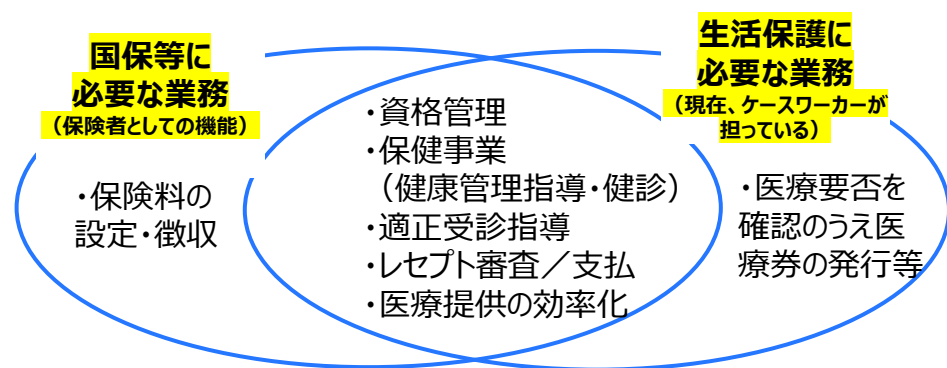 国保等に
必要な業務
（保険者としての機能）
・保険料の
設定・徴収
・資格管理
・保健事業
（健康管理指導・健診）
・適正受診指導
・レセプト審査／支払
・医療提供の効率化
生活保護に
必要な業務
（現在、ケースワーカーが
担っている）
・医療要否を
確認のうえ医
療券の発行等